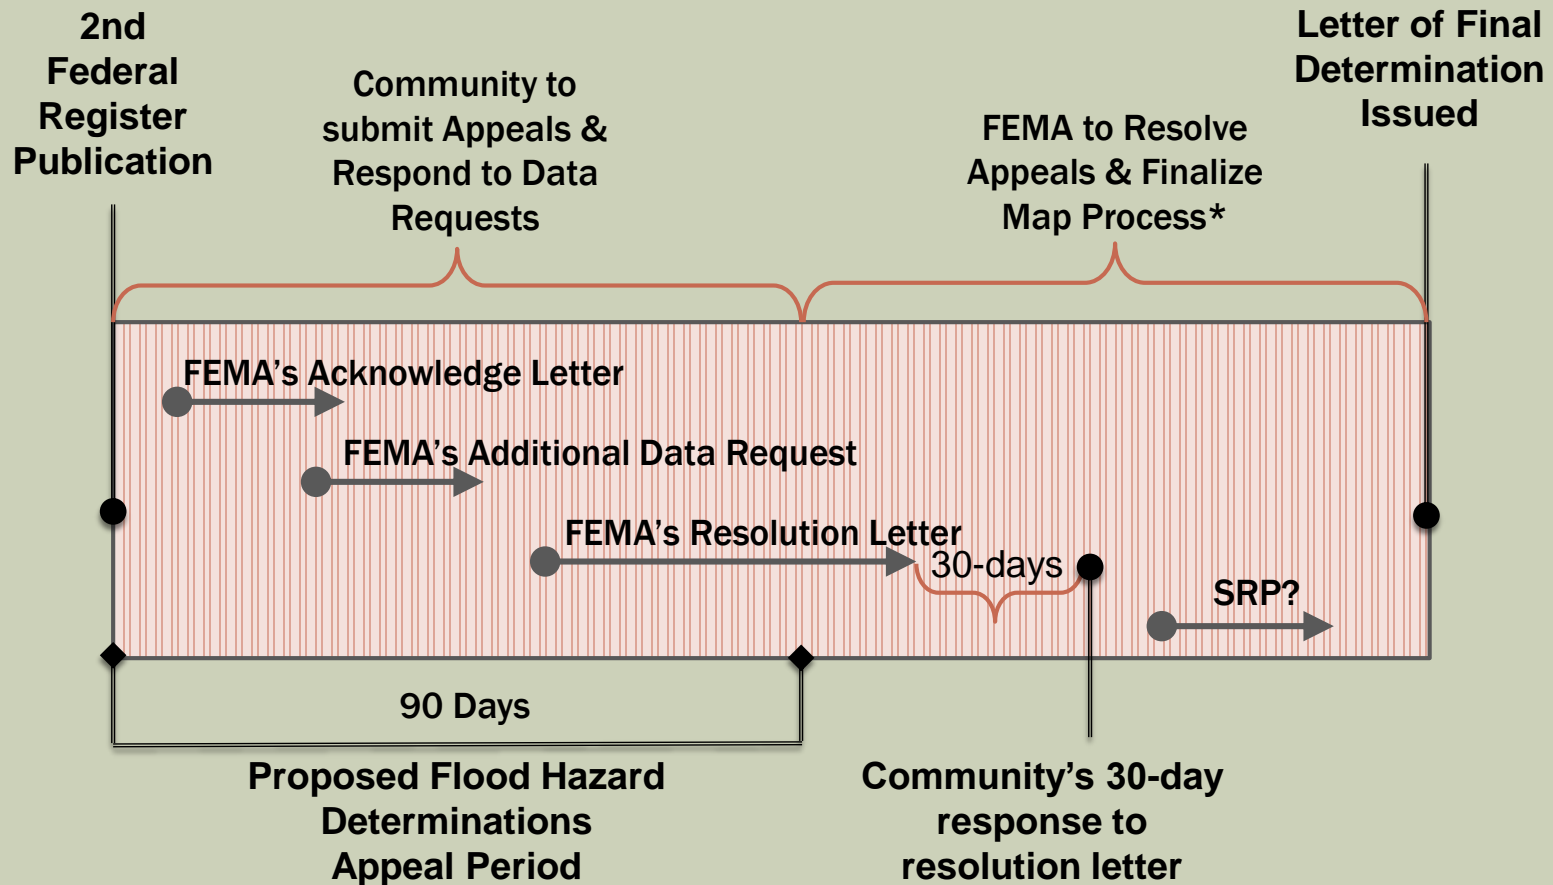 2nd
Federal
Register
Publication
Community to
submit Appeals &
Respond to Data
Requests
FEMA to Resolve
Appeals & Finalize
Map Process*
Letter of Final
Determination
Issued
FEMA's Acknowledge Letter
FEMA's Additional Data Request
FEMA's Resolution Letter
30-days
SRP?
90 Days
Proposed Flood Hazard
Determinations
Appeal Period
Community's 30-day
response to
resolution letter